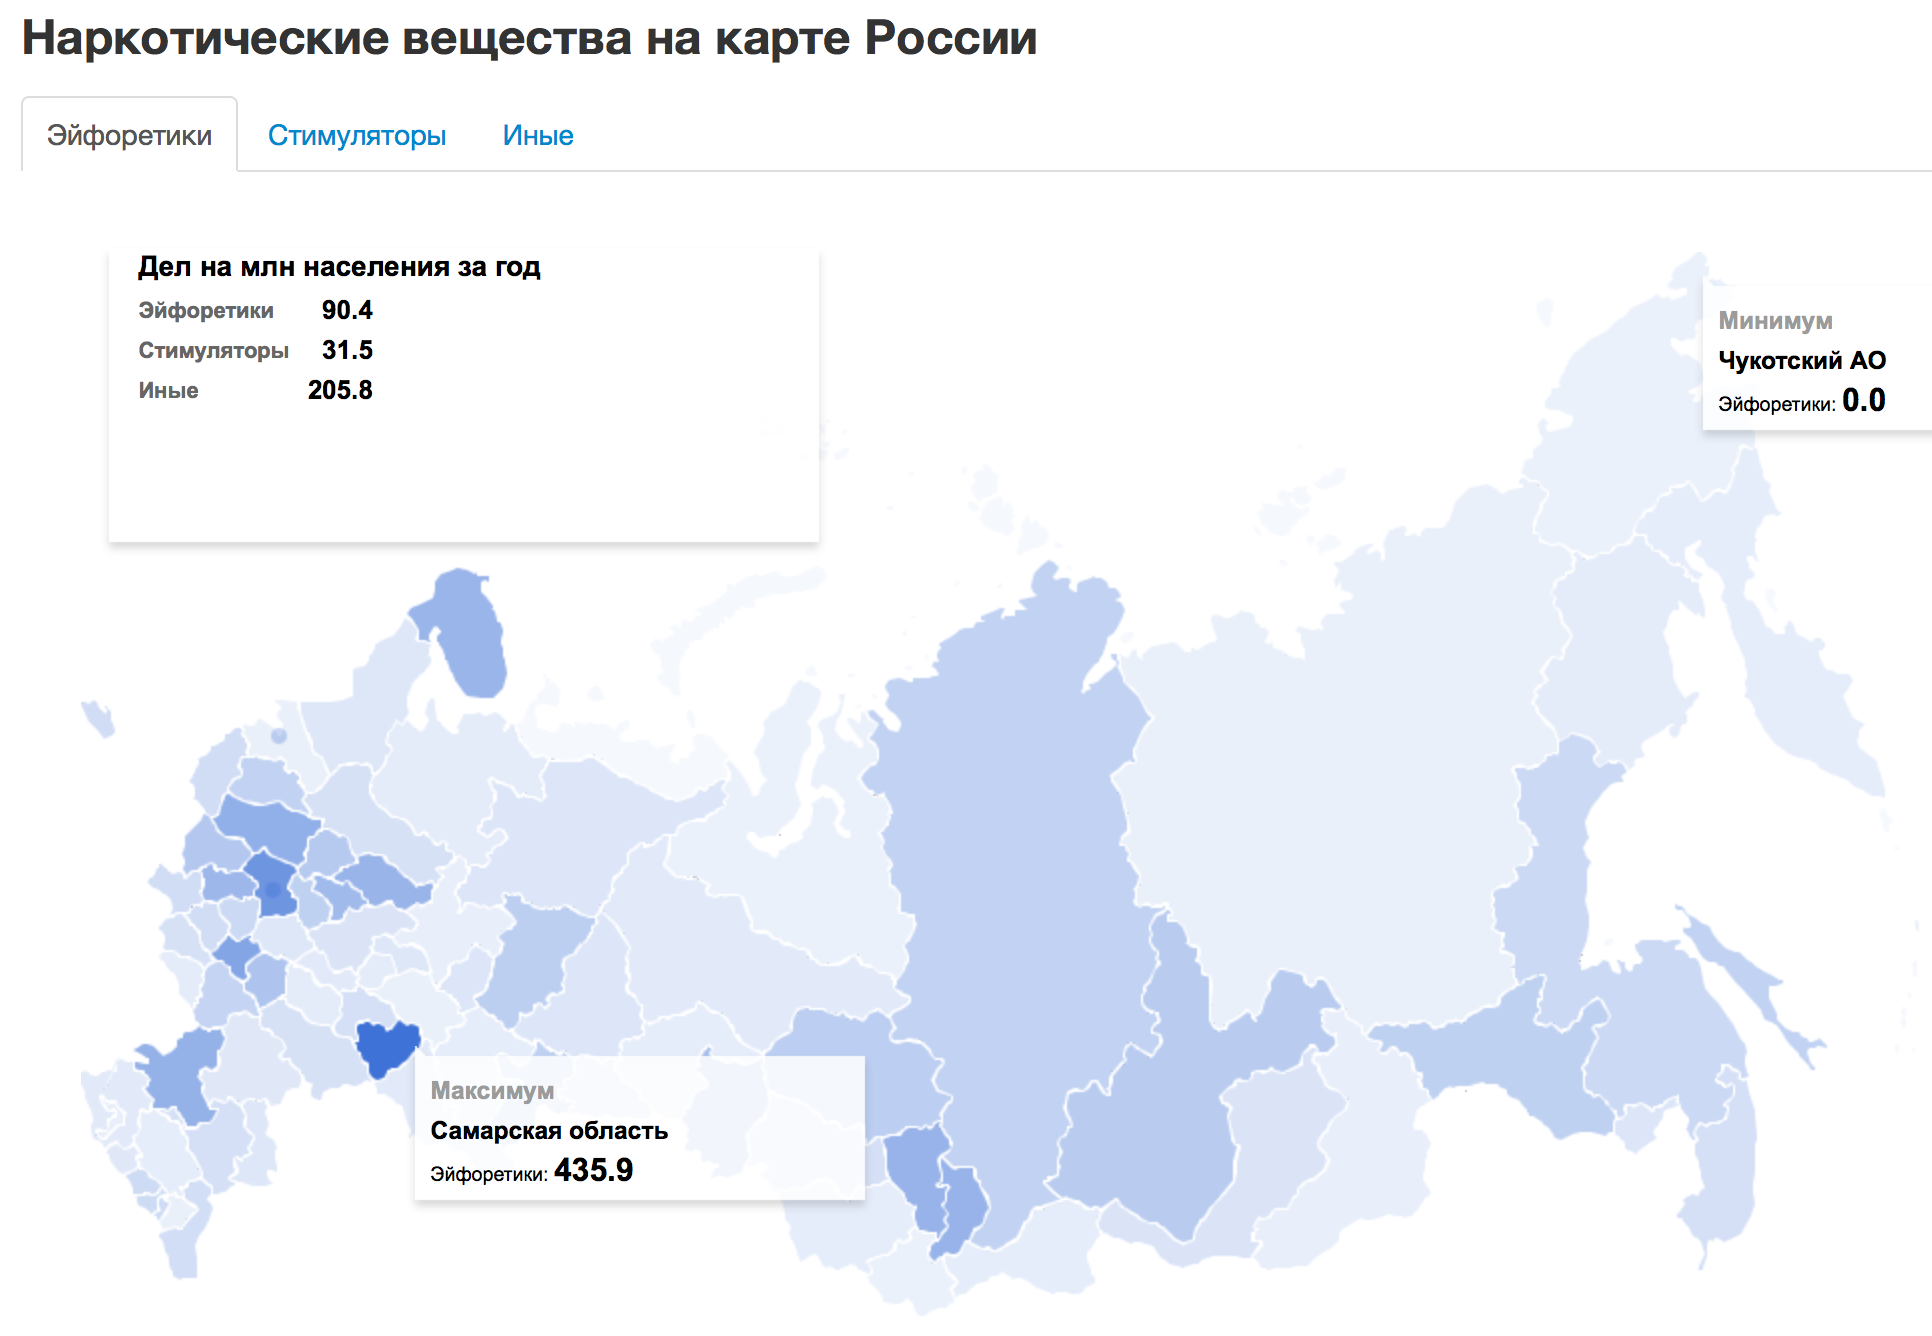 Наркотические вещества на карте России
Эйфоретики Стимуляторы Иные
Дел на млн населения за год
Эйфоретики 90.4
Стимуляторы 31.5
Иные 205.8
Минимум
Чукотский АО
Эйфоретики: 0.0
Максимум
Самарская область
Эйфоретики: 435.9